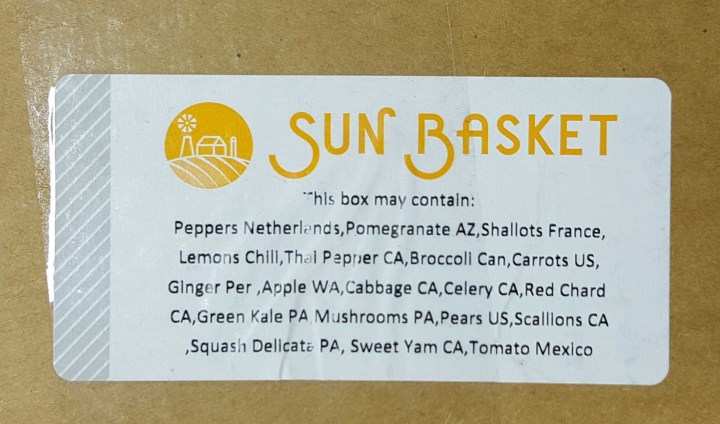 SUN BASKET
This box may contain:
Peppers Netherlands,Pomegranate AZ,Shallots France,
Lemons Chili,Thai Pepper CA,Broccoli Can,Carrots US,
Ginger Per ,Apple WA,Cabbage CA,Celery CA,Red Chard
CA,Green Kale PA,Mushrooms PA,Pears US,Scallions CA
,Squash Delicata PA, Sweet Yam CA,Tomato Mexico